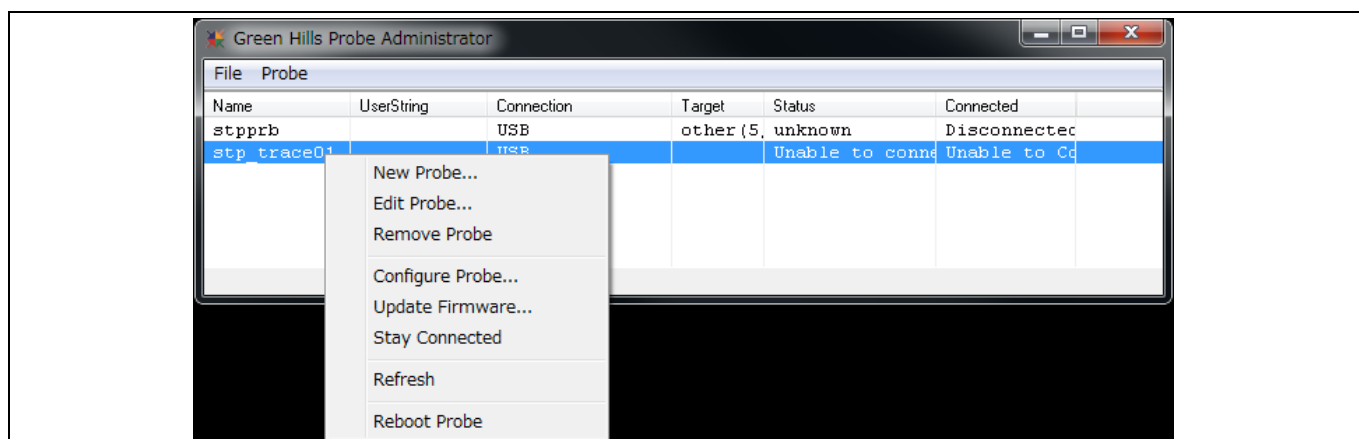 Green Hills Probe Administrator
File Probe
Name UserString Connection Target Status Connected
stpprb USB other(5, unknown Disconnected
stp_trace01 USB Unable to conne Unable to Co
New Probe...
Edit Probe...
Remove Probe
Configure Probe...
Update Firmware...
Stay Connected
Refresh
Reboot Probe